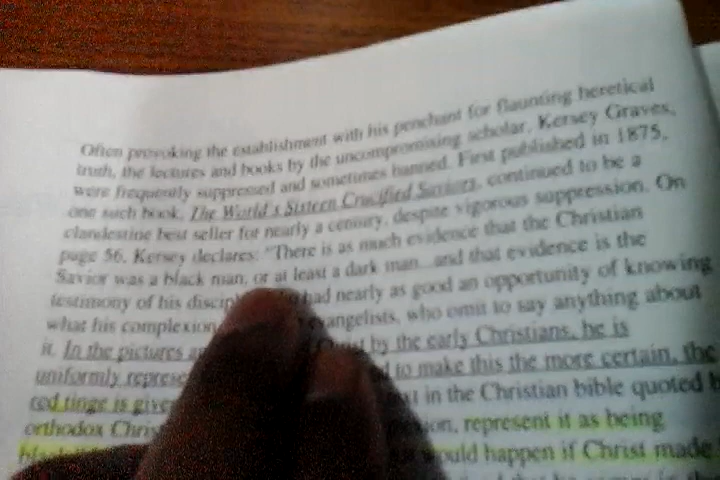 Often provoking the establishment with his penchant for flaunting heretical
truth, the lectures and books by the uncompromising scholar, Kersey Graves,
were frequently suppressed and sometimes banned. First published in 1875,
one such book, The World's Sixteen Crucified Saviors, continued to be a
clandestine best seller for nearly a century, despite vigorous suppression. On
page 56, Kersey declares: "There is as much evidence that the Christian
Savior was a black man, or at least a dark man...and that evidence is the
testimony of his had nearly as good an opportunity of knowing
what his complexion evangelists, who omit to say anything about
it. In the pictures by the early Christians, he is
uniformly to make this the more certain, the
red tinge is in the Christian bible quoted
orthodox represent it as being
would happen if Christ made